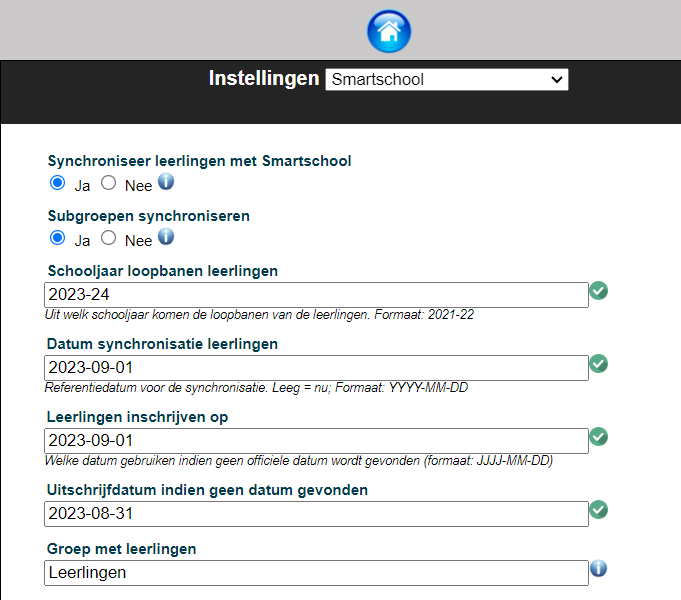 Instellingen Smartschool
Synchroniseer leerlingen met Smartschool
Ja Nee
Subgroepen synchroniseren
Ja Nee
Schooljaar loopbanen leerlingen
2023-24
Uit welk schooljaar komen de loopbanen van de leerlingen. Formaat: 2021-22
Datum synchronisatie leerlingen
2023-09-01
Referentiedatum voor de synchronisatie. Leeg = nu; Formaat: YYYY-MM-DD
Leerlingen inschrijven op
2023-09-01
Welke datum gebruiken indien geen officiele datum wordt gevonden (formaat: JJJJ-MM-DD)
Uitschrijfdatum indien geen datum gevonden
2023-08-31
Groep met leerlingen
Leerlingen